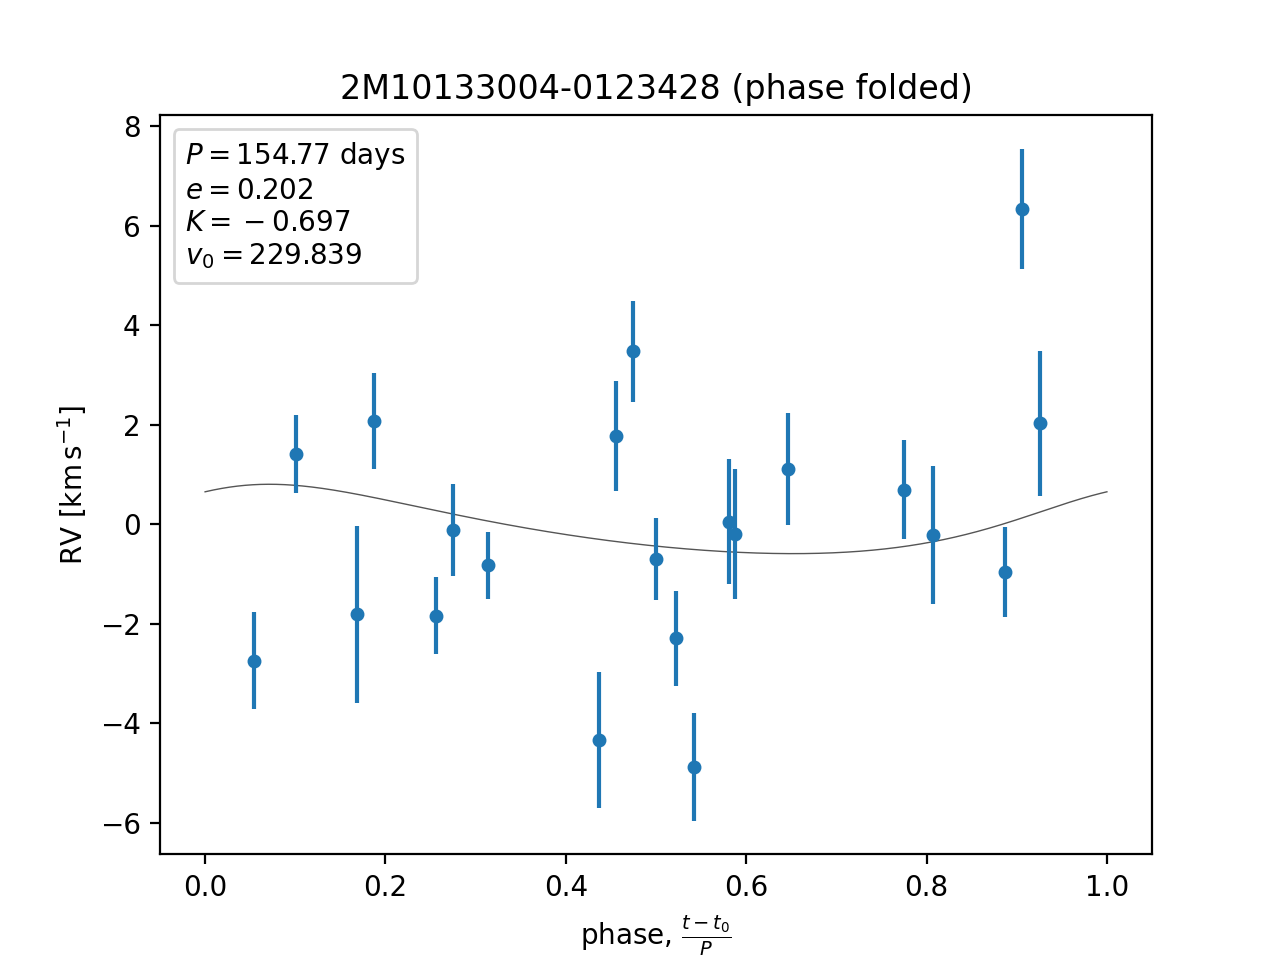 2M10133004-0123428 (phase folded)
P = 154.77 days
e = 0.202
K = −0.697
v₀ = 229.839
8
6
4
2
0
−2
−4
−6
RV [km s⁻¹]
0.0 0.2 0.4 0.6 0.8 1.0
phase, (t − t₀)/P